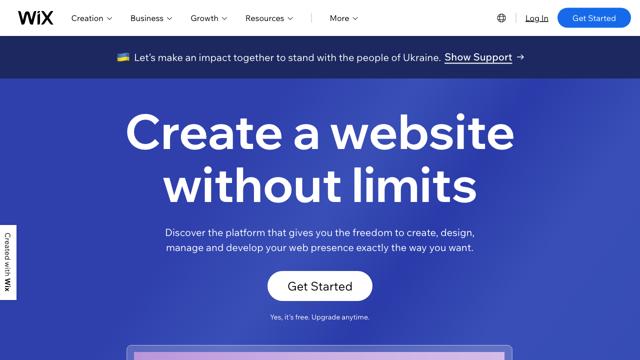 WiX
Creation
Business
Growth
Resources
More
Log In
Get Started
Let's make an impact together to stand with the people of Ukraine. Show Support →
Create a website
without limits
Discover the platform that gives you the freedom to create, design,
manage and develop your web presence exactly the way you want.
Get Started
Yes, it's free. Upgrade anytime.
Created with Wix